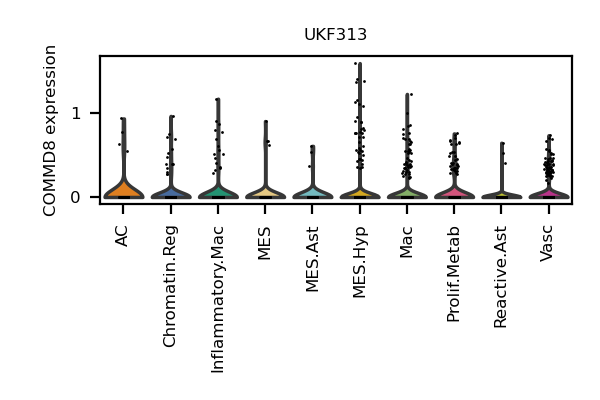 UKF313
COMMD8 expression
1
0
AC
Chromatin.Reg
Inflammatory.Mac
MES
MES.Ast
MES.Hyp
Mac
Prolif.Metab
Reactive.Ast
Vasc